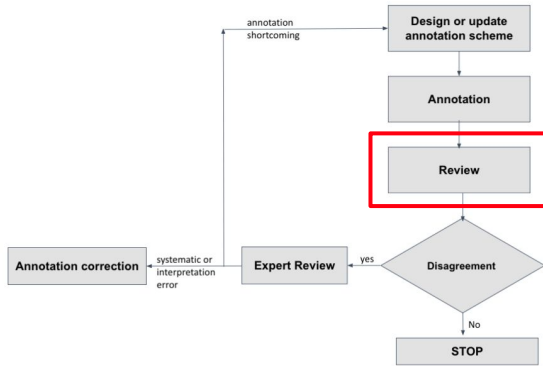 annotation
shortcoming
Design or update
annotation scheme
Annotation
Review
Disagreement
yes
Expert Review
systematic or
interpretation
error
Annotation correction
No
STOP